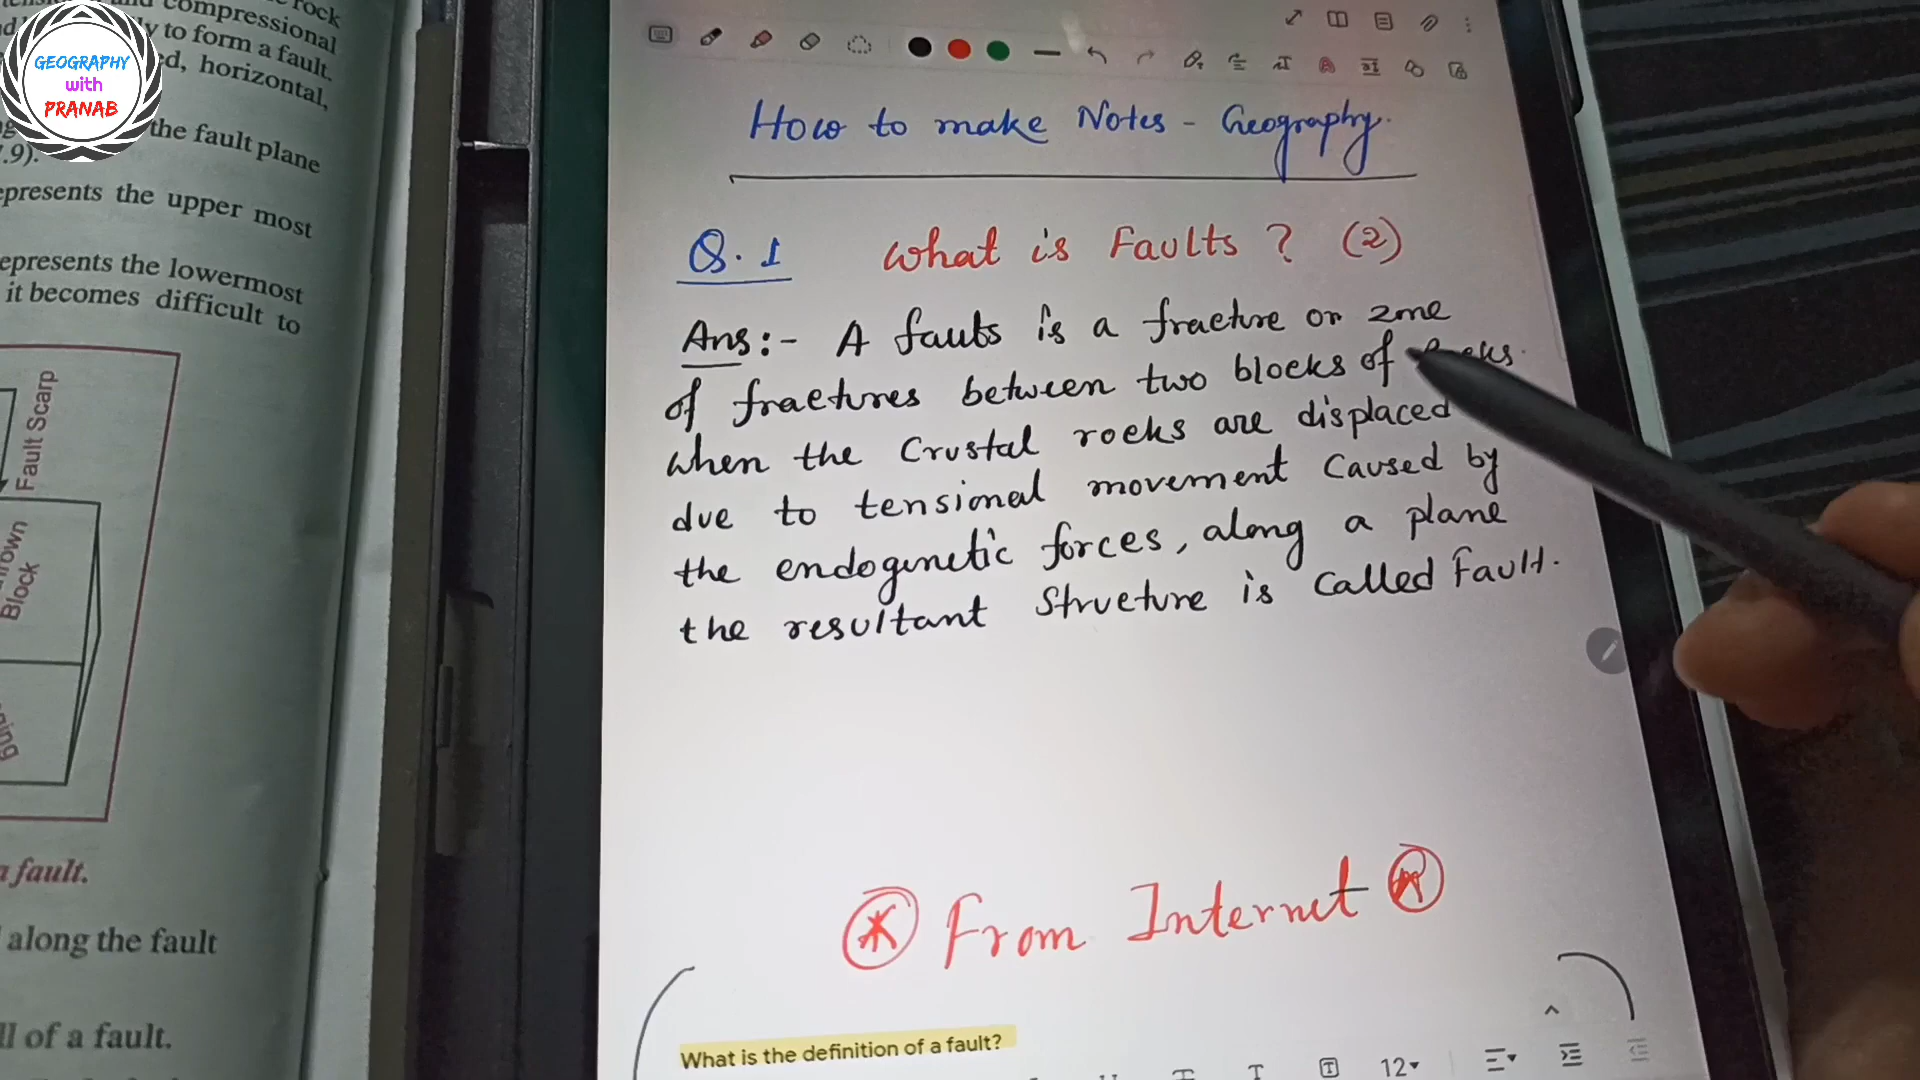 rock
compressional
y to form a fault.
d, horizontal,
the fault plane
.9).
epresents the upper most
epresents the lowermost
it becomes difficult to
Fault Scarp
Block
a fault.
along the fault
ll of a fault.
GEOGRAPHY
with
PRANAB
How to make Notes - Geography.
Q.1 What is Faults ? (2)
Ans:- A faults is a fracture or zone
of fractures between two blocks of
when the Crustal rocks are displaced
due to tensional movement caused by
the endogenetic forces, along a plane
the resultant structure is called Fault.
From Internet
What is the definition of a fault?
12